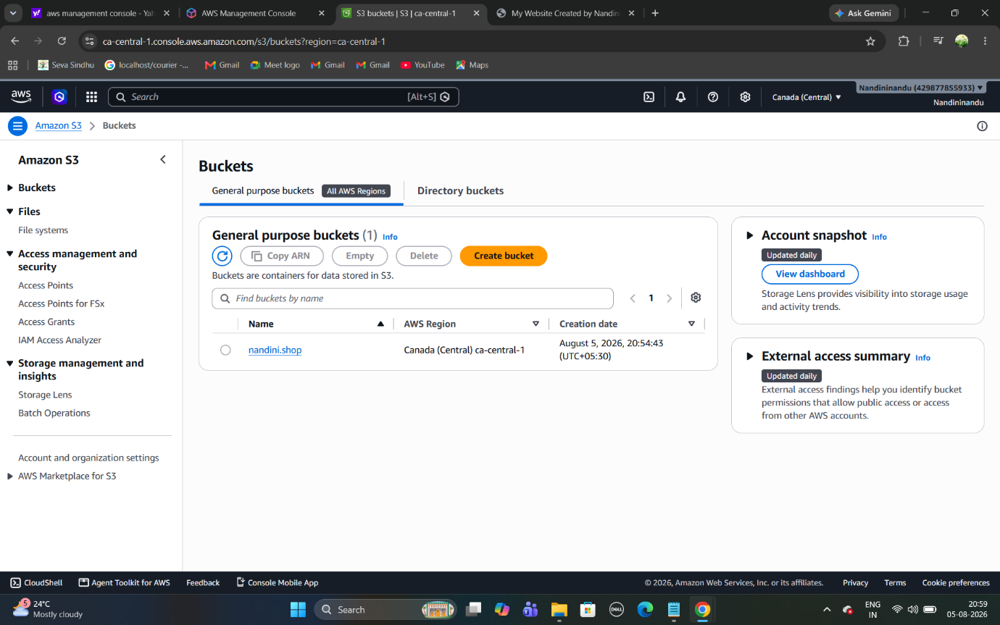 aws management console - Yah
AWS Management Console
S3 buckets | S3 | ca-central-1
My Website Created by Nandin
Ask Gemini
ca-central-1.console.aws.amazon.com/s3/buckets?region=ca-central-1
Seva Sindhu
localhost/courier -...
Gmail
Meet logo
Gmail
Gmail
YouTube
Maps
aws
Search
[Alt+S]
Canada (Central)
Nandininandu (429877855933)
Nandininandu
Amazon S3
Buckets
Amazon S3
Buckets
Files
File systems
Access management and
security
Access Points
Access Points for FSx
Access Grants
IAM Access Analyzer
Storage management and
insights
Storage Lens
Batch Operations
Account and organization settings
AWS Marketplace for S3
Buckets
General purpose buckets All AWS Regions
Directory buckets
General purpose buckets (1) Info
Copy ARN
Empty
Delete
Create bucket
Buckets are containers for data stored in S3.
Find buckets by name
1
Name
AWS Region
Creation date
nandini.shop
Canada (Central) ca-central-1
August 5, 2026, 20:54:43
(UTC+05:30)
Account snapshot Info
Updated daily
View dashboard
Storage Lens provides visibility into storage usage
and activity trends.
External access summary Info
Updated daily
External access findings help you identify bucket
permissions that allow public access or access
from other AWS accounts.
CloudShell
Agent Toolkit for AWS
Feedback
Console Mobile App
© 2026, Amazon Web Services, Inc. or its affiliates.
Privacy
Terms
Cookie preferences
5
24°C
Mostly cloudy
Search
DELL
ENG
IN
20:59
05-08-2026